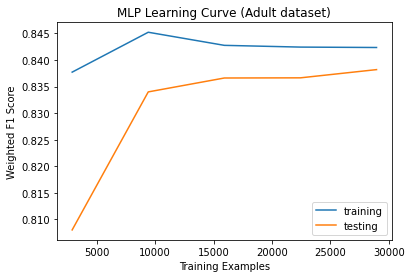 MLP Learning Curve (Adult dataset)
Weighted F1 Score
0.845
0.840
0.835
0.830
0.825
0.820
0.815
0.810
5000 10000 15000 20000 25000 30000
Training Examples
training
testing